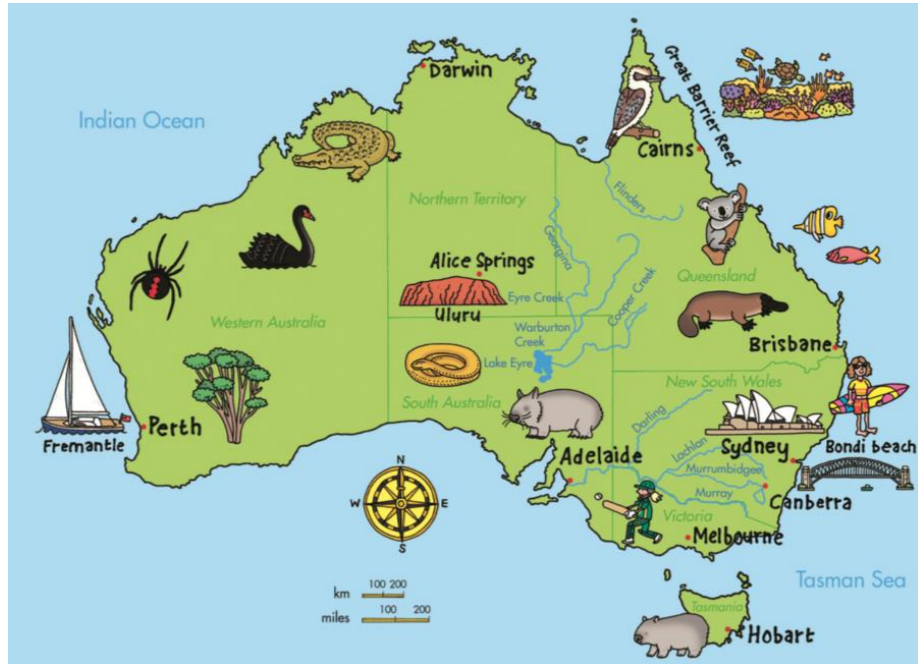 Darwin
Great Barrier Reef
Indian Ocean
Cairns
Flinders
Northern Territory
Georgina
Alice Springs
Queensland
Eyre Creek
Cooper Creek
Uluru
Western Australia
Warburton
Creek
Brisbane
Lake Eyre
New South Wales
South Australia
Darling
Fremantle
Perth
Lachlan
Sydney
Bondi beach
Adelaide
Murrumbidgee
N
Murray
Canberra
W
E
Victoria
Melbourne
S
km
100 200
miles
100
200
Tasman Sea
Tasmania
Hobart